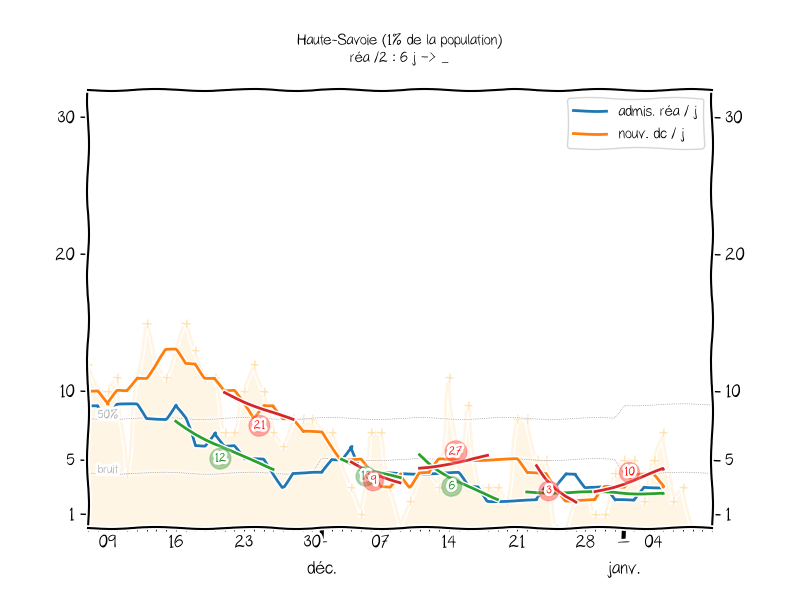 Haute-Savoie (1% de la population)
réa /2 : 6 j -> _
admis. réa / j
nouv. dc / j
30 30
20 20
10 10
5 5
1 1
50%
bruit
21
12
9
27
6
3
10
09 16 23 30 07 14 21 28 04
déc. janv.